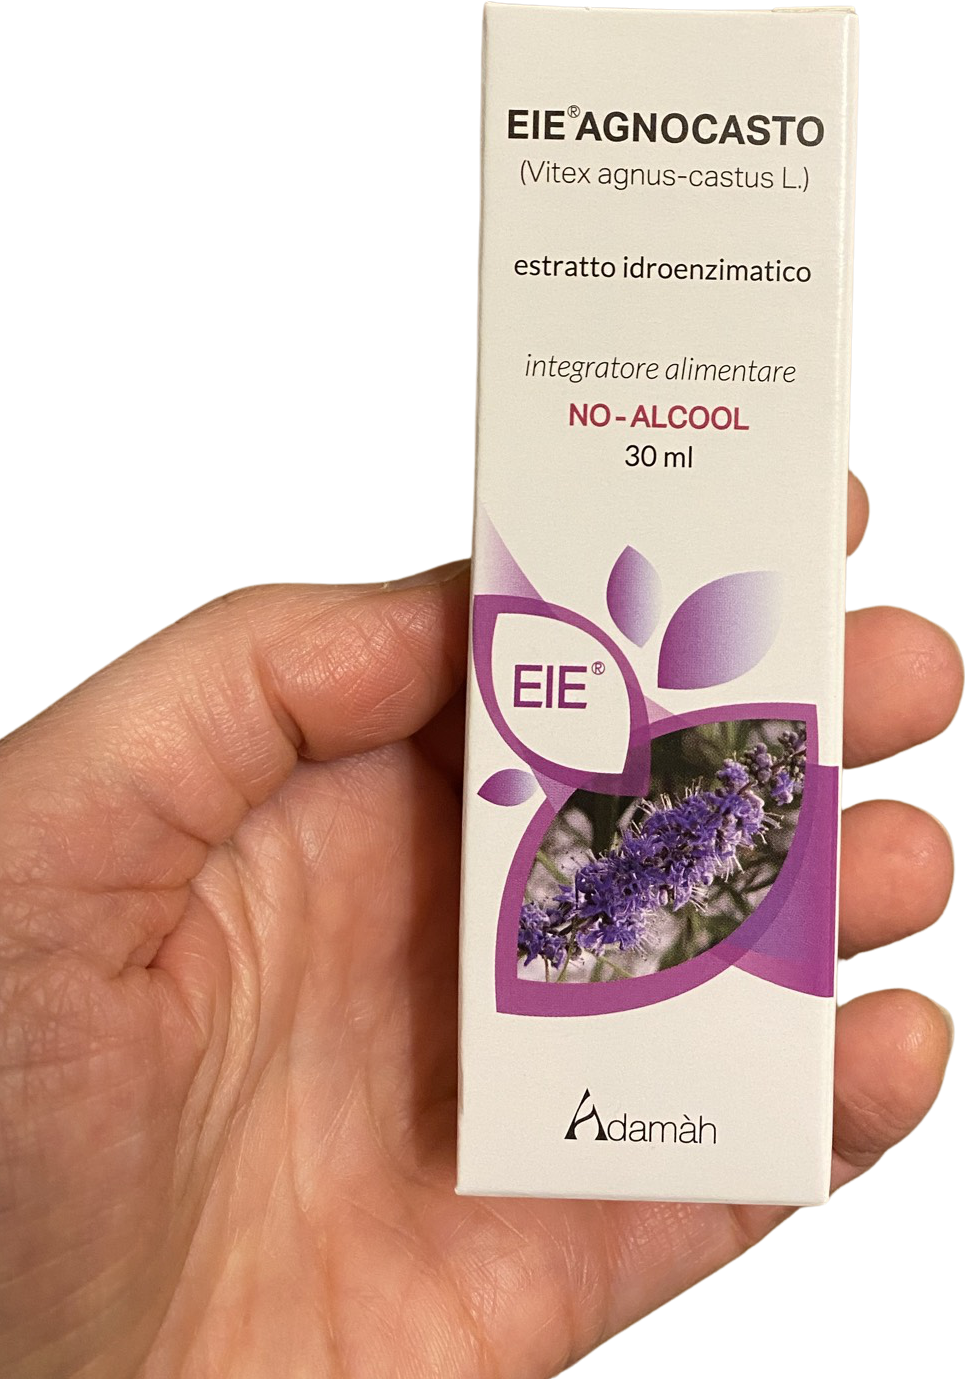 EIE®AGNOCASTO
(Vitex agnus-castus L.)
estratto idroenzimatico
integratore alimentare
NO-ALCOOL
30 ml
EIE®
Adamàh